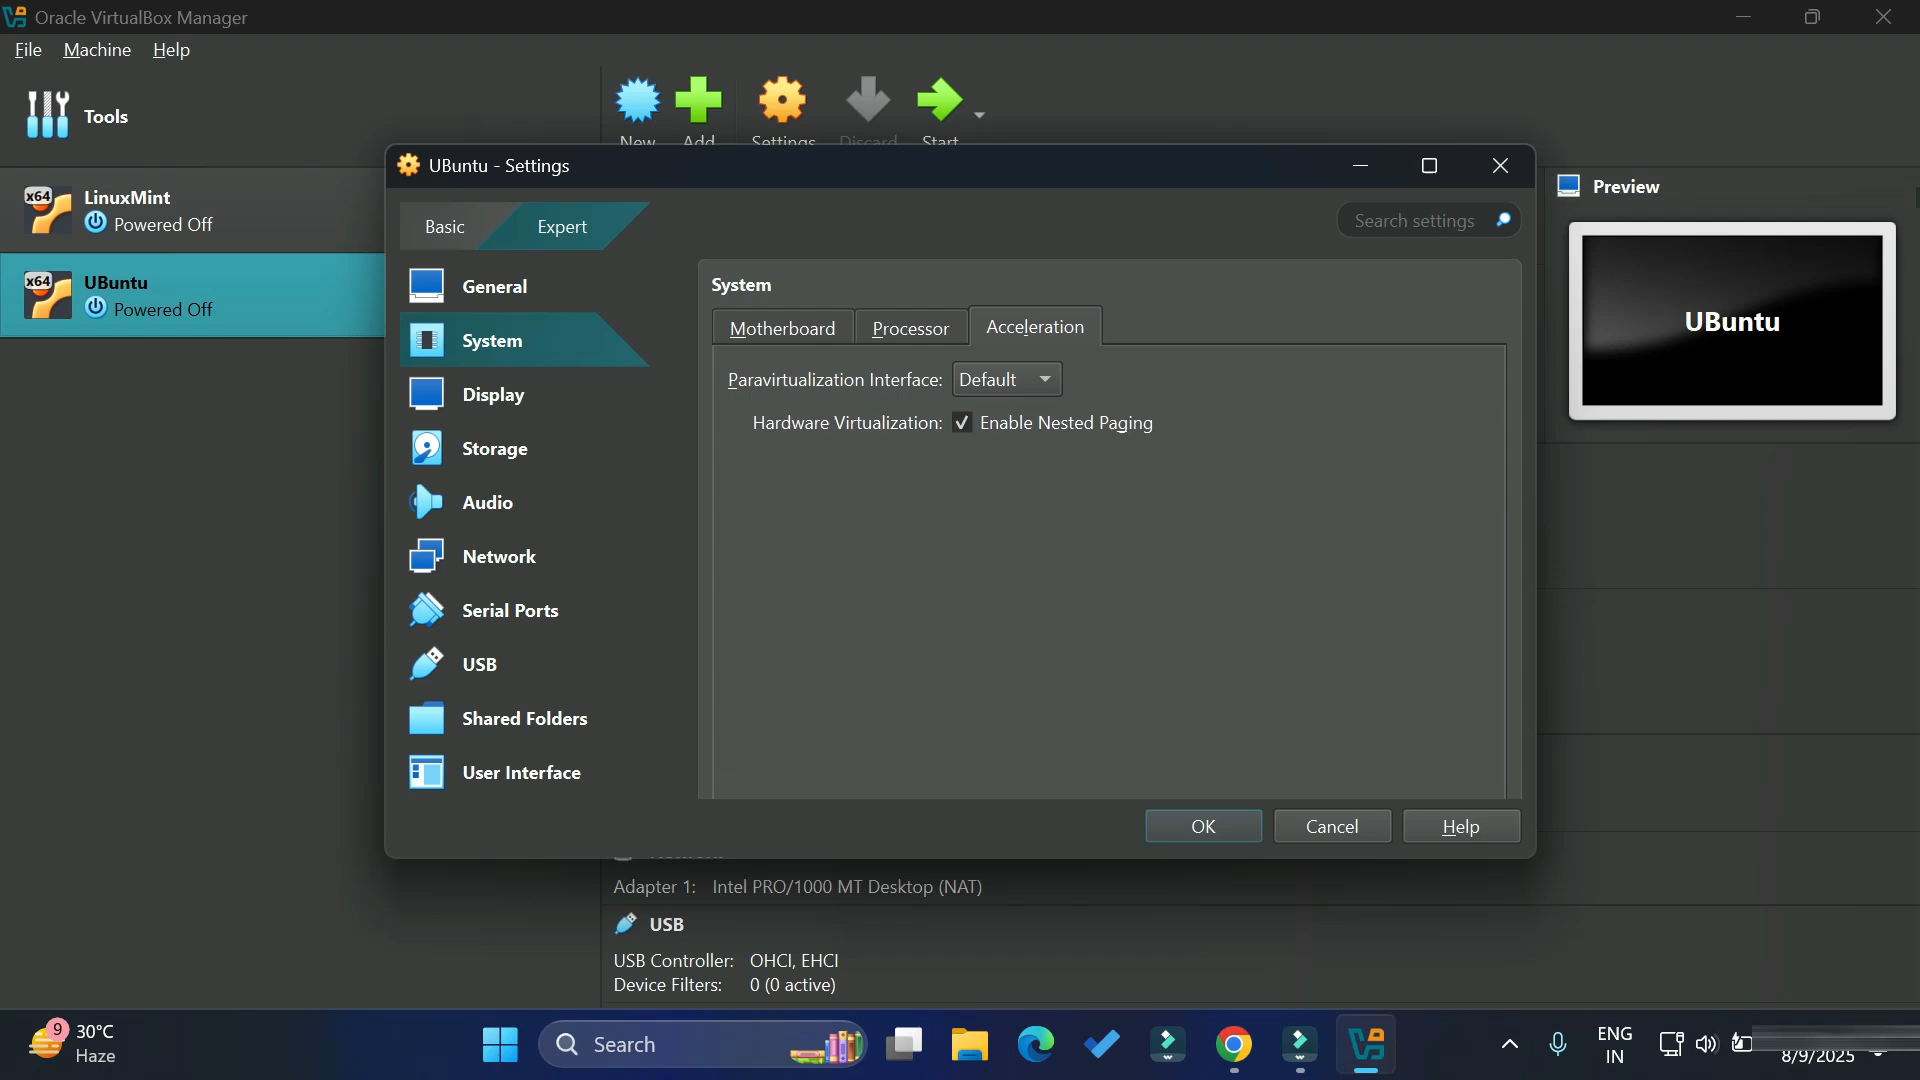 Oracle VirtualBox Manager
File Machine Help
Tools
New Add Settings Discard Start
x64 LinuxMint
Powered Off
x64 UBuntu
Powered Off
UBuntu - Settings
Basic Expert
Search settings
General
System
Display
Storage
Audio
Network
Serial Ports
USB
Shared Folders
User Interface
System
Motherboard Processor Acceleration
Paravirtualization Interface: Default
Hardware Virtualization: Enable Nested Paging
OK Cancel Help
Preview
UBuntu
Adapter 1: Intel PRO/1000 MT Desktop (NAT)
USB
USB Controller: OHCI, EHCI
Device Filters: 0 (0 active)
9 30°C
Haze
Search
ENG
IN
8/9/2025